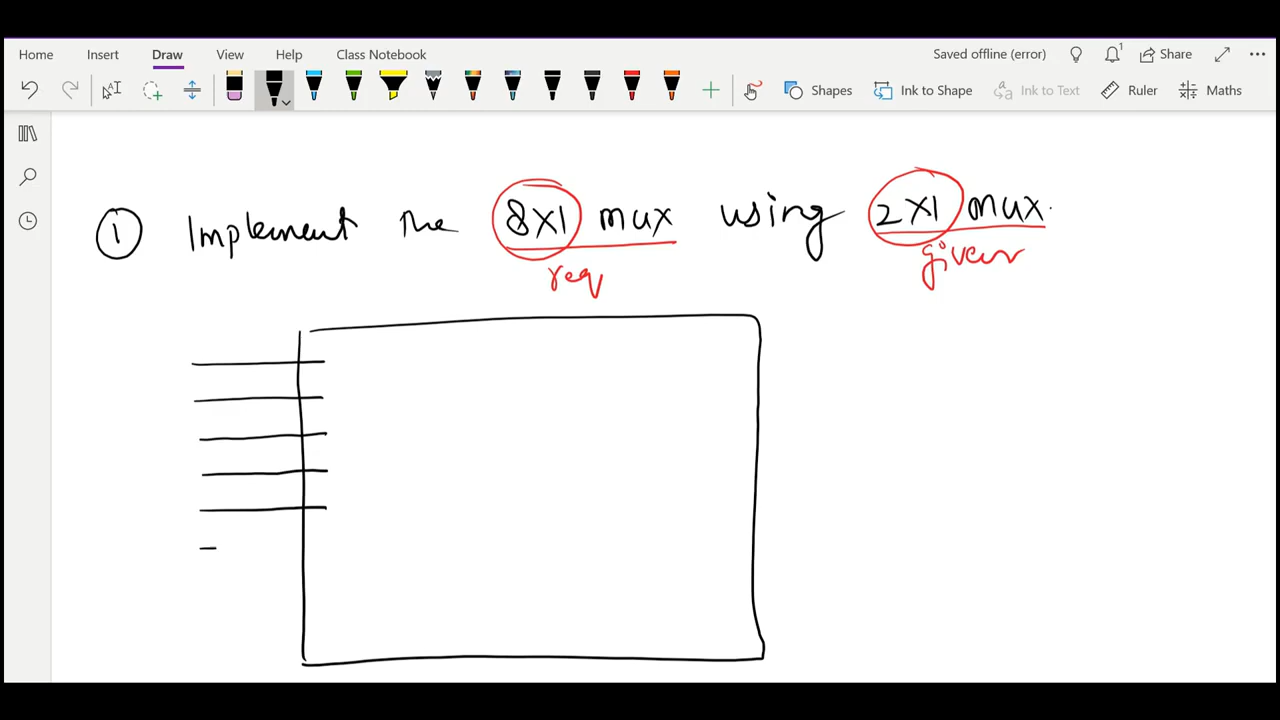 Home Insert Draw View Help Class Notebook Saved offline (error) 1 Share
Shapes Ink to Shape Ink to Text Ruler Maths
① Implement the 8X1 mux using 2X1 mux.
req given